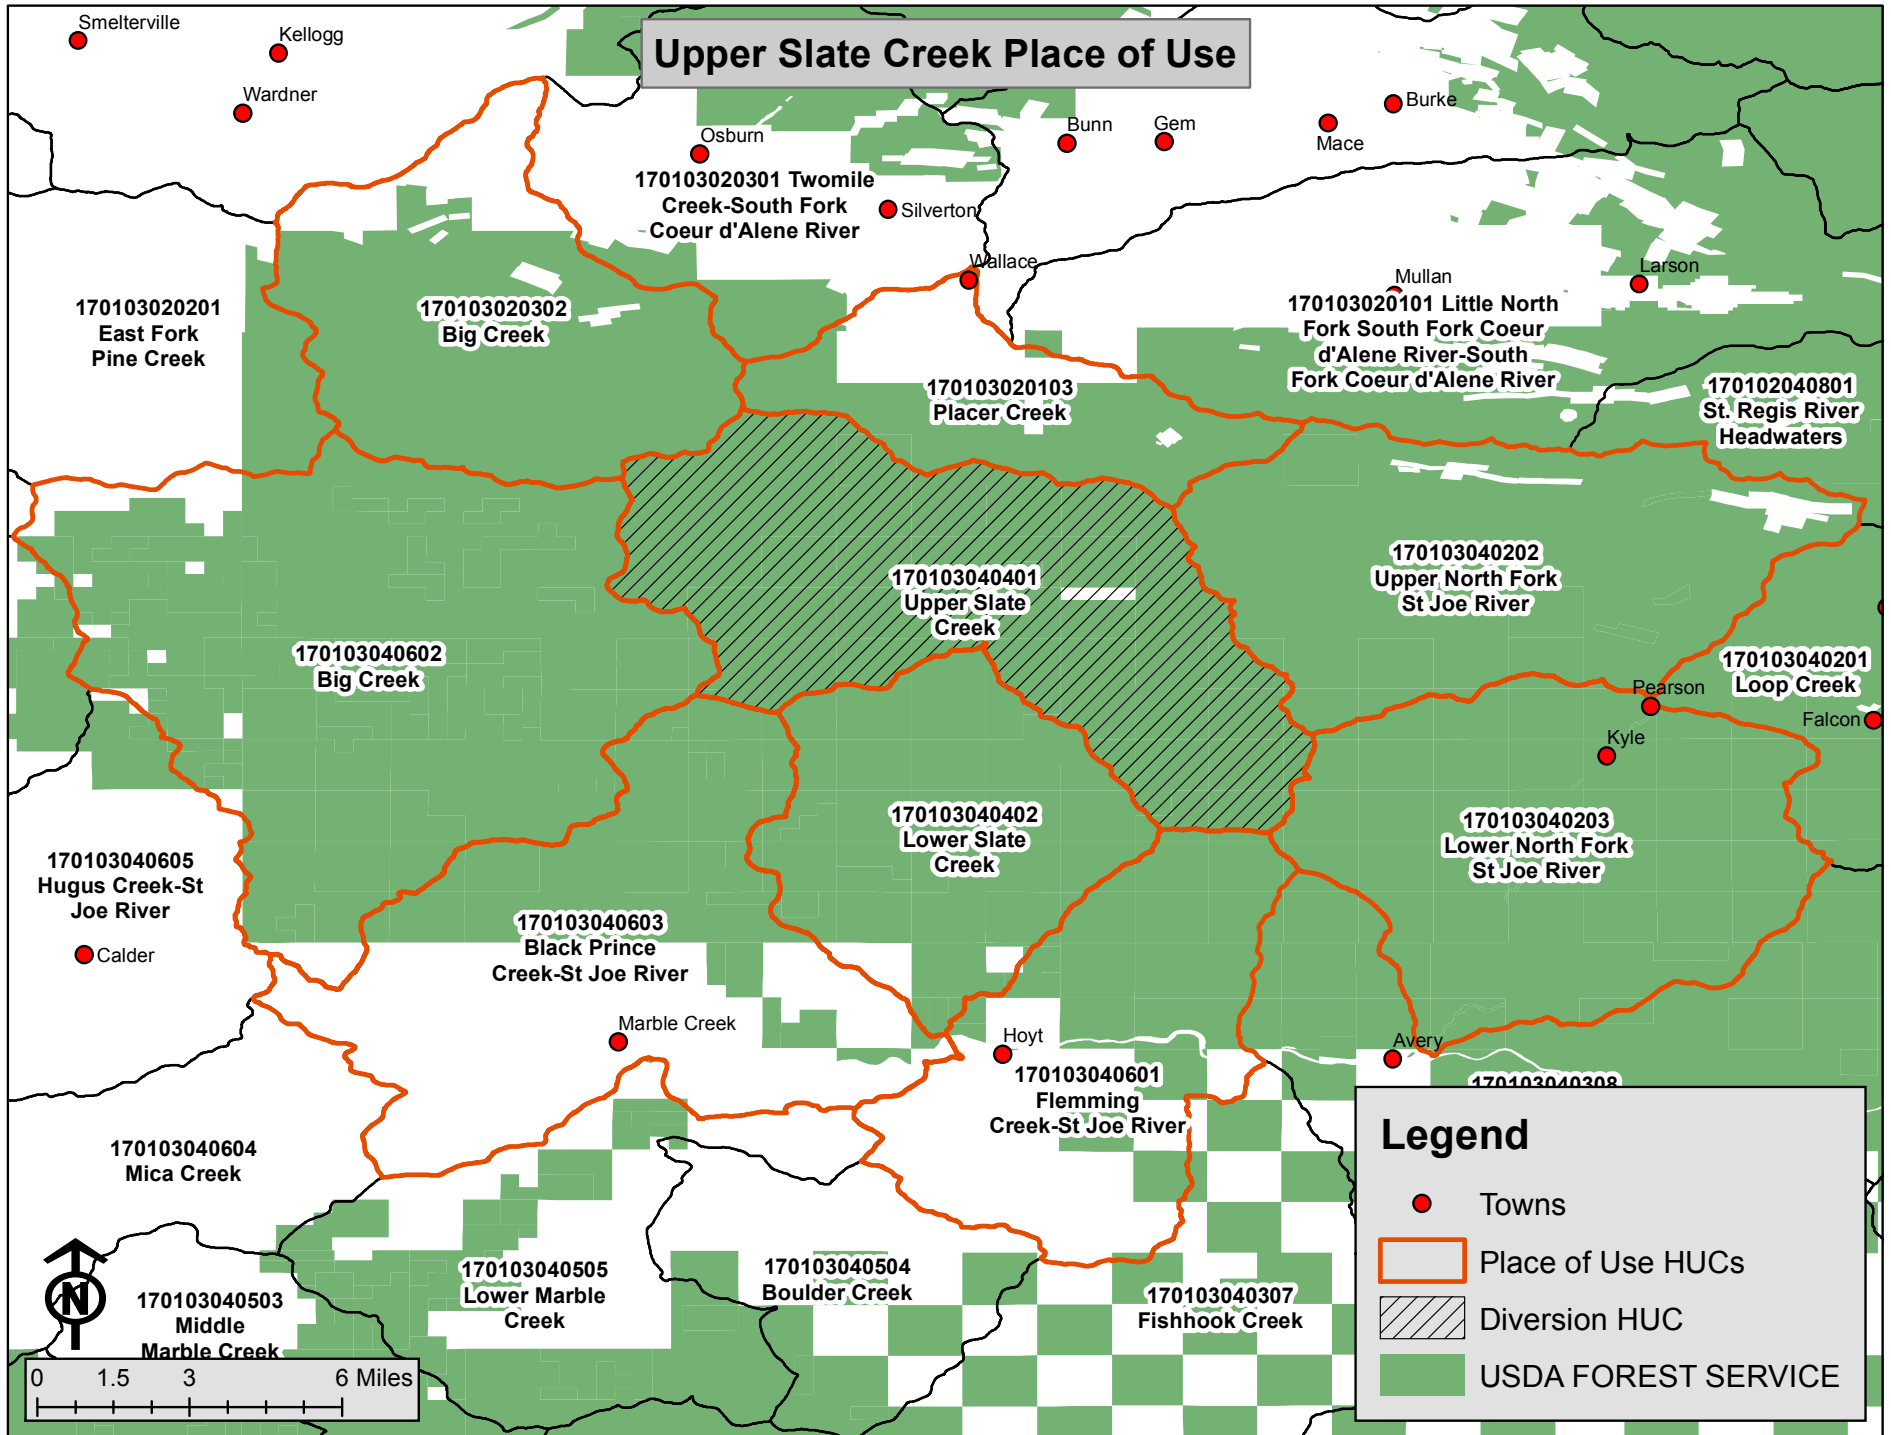 Upper Slate Creek Place of Use
Smelterville
Kellogg
Wardner
Osburn
Bunn
Gem
Mace
Burke
170103020301 Twomile
Creek-South Fork
Coeur d'Alene River
Silverton
Wallace
Mullan
Larson
170103020201
East Fork
Pine Creek
170103020302
Big Creek
170103020101 Little North
Fork South Fork Coeur
d'Alene River-South
Fork Coeur d'Alene River
170103020103
Placer Creek
170102040801
St. Regis River
Headwaters
170103040401
Upper Slate
Creek
170103040202
Upper North Fork
St Joe River
170103040602
Big Creek
170103040201
Loop Creek
Pearson
Falcon
Kyle
170103040402
Lower Slate
Creek
170103040203
Lower North Fork
St Joe River
170103040605
Hugus Creek-St
Joe River
Calder
170103040603
Black Prince
Creek-St Joe River
Marble Creek
Hoyt
Avery
170103040601
Flemming
Creek-St Joe River
170103040308
170103040604
Mica Creek
170103040505
Lower Marble
Creek
170103040504
Boulder Creek
170103040307
Fishhook Creek
170103040503
Middle
Marble Creek
N
0 1.5 3 6 Miles
Legend
Towns
Place of Use HUCs
Diversion HUC
USDA FOREST SERVICE